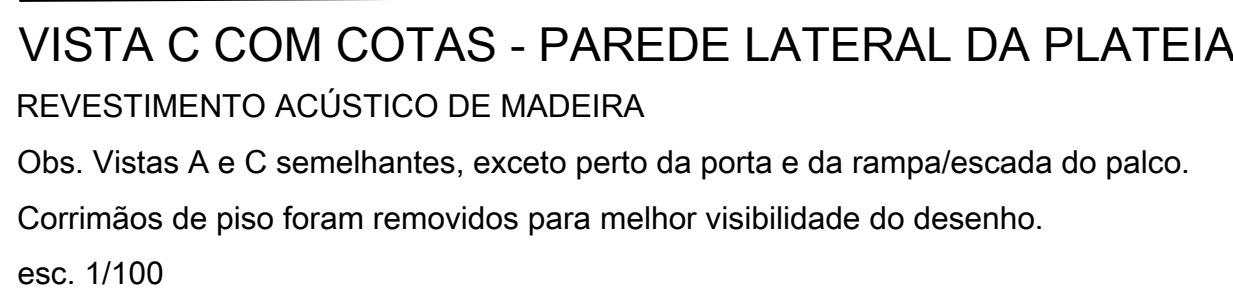 VISTA C COM COTAS - PAREDE LATERAL DA PLATEIA
REVESTIMENTO ACÚSTICO DE MADEIRA
Obs. Vistas A e C semelhantes, exceto perto da porta e da rampa/escada do palco.
Corrimãos de piso foram removidos para melhor visibilidade do desenho.
esc. 1/100